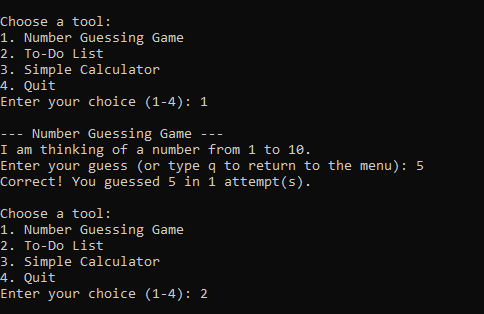 Choose a tool:
1. Number Guessing Game
2. To-Do List
3. Simple Calculator
4. Quit
Enter your choice (1-4): 1
--- Number Guessing Game ---
I am thinking of a number from 1 to 10.
Enter your guess (or type q to return to the menu): 5
Correct! You guessed 5 in 1 attempt(s).
Choose a tool:
1. Number Guessing Game
2. To-Do List
3. Simple Calculator
4. Quit
Enter your choice (1-4): 2